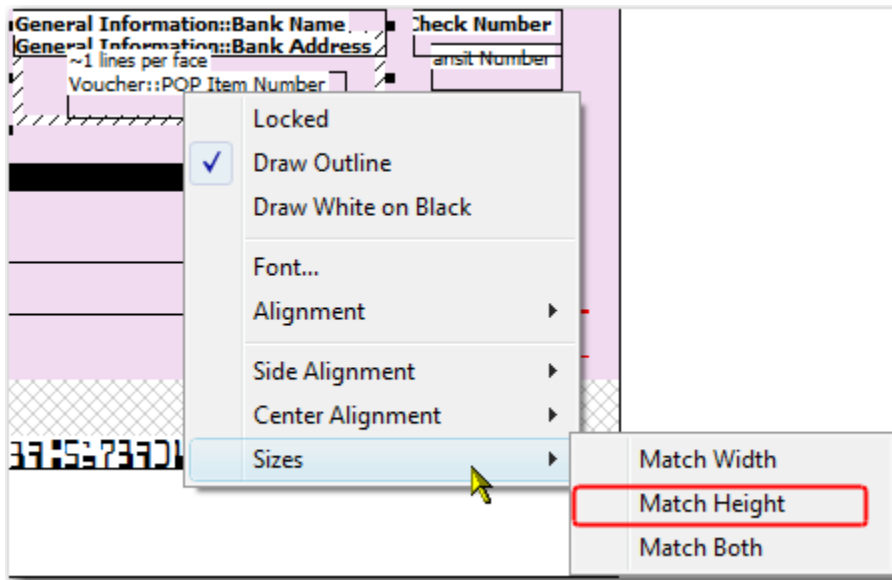 General Information::Bank Name
Check Number
General Information::Bank Address
~1 lines per face
ansit Number
Voucher::POP Item Number
Locked
Draw Outline
Draw White on Black
Font...
Alignment
Side Alignment
Center Alignment
Sizes
Match Width
Match Height
Match Both